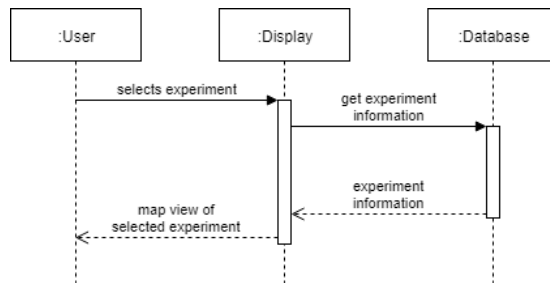 :User
:Display
:Database
selects experiment
get experiment
information
experiment
information
map view of
selected experiment